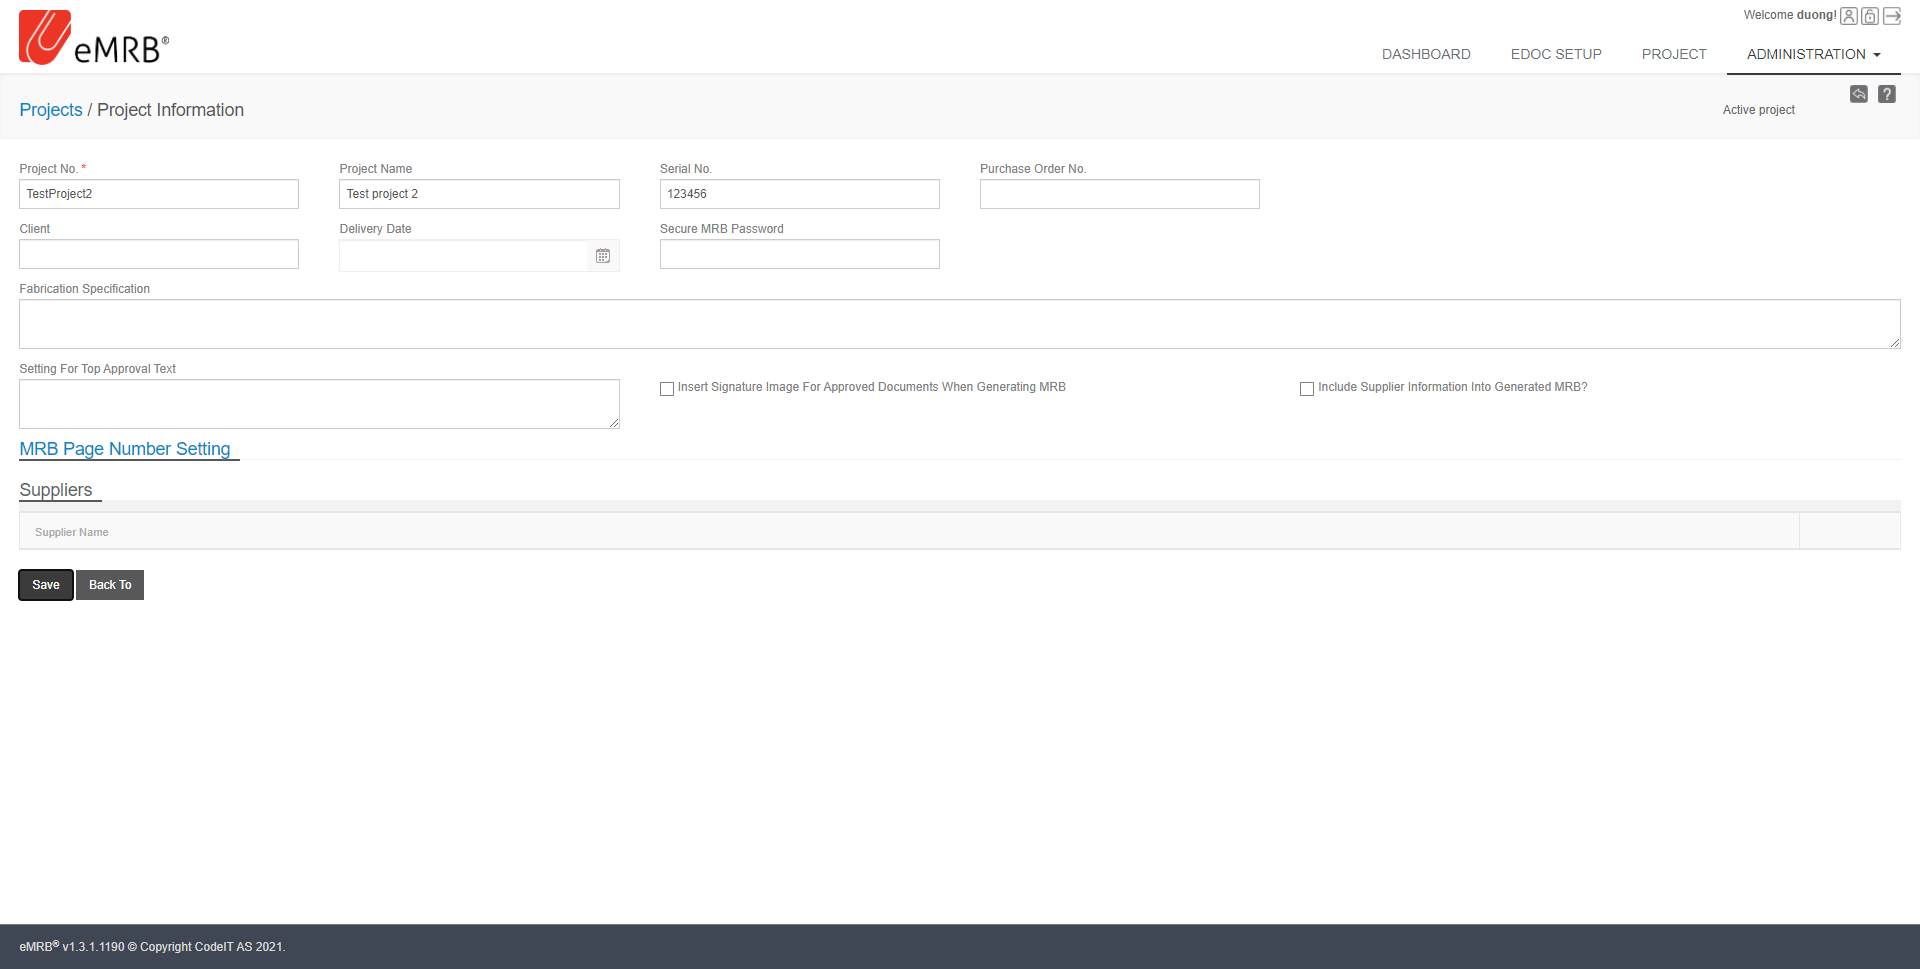 eMRB®
Welcome duong!
DASHBOARD
EDOC SETUP
PROJECT
ADMINISTRATION
Projects / Project Information
Active project
?
Project No. *
Project Name
Serial No.
Purchase Order No.
TestProject2
Test project 2
123456
Client
Delivery Date
Secure MRB Password
Fabrication Specification
Setting For Top Approval Text
Insert Signature Image For Approved Documents When Generating MRB
Include Supplier Information Into Generated MRB?
MRB Page Number Setting
Suppliers
Supplier Name
Save
Back To
eMRB® v1.3.1.1190 © Copyright CodeIT AS 2021.